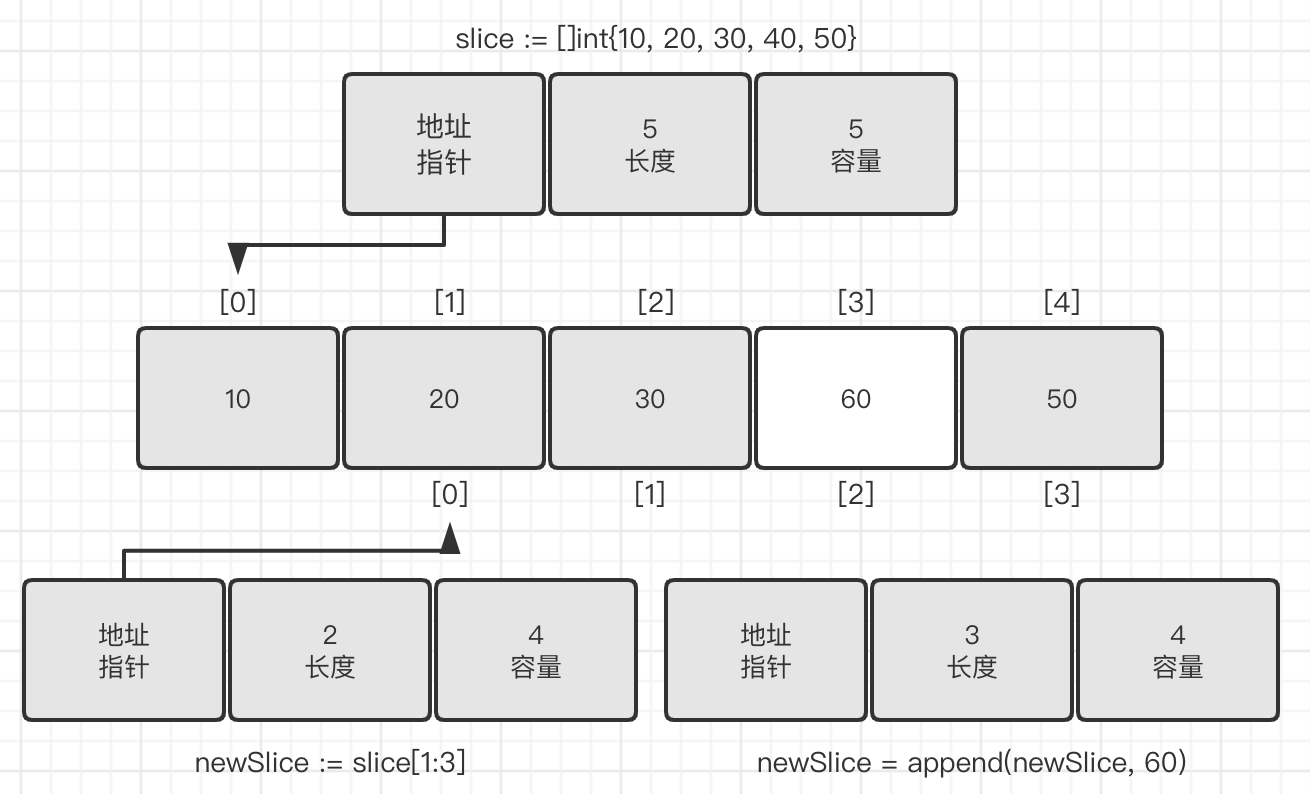 slice := []int{10, 20, 30, 40, 50}
地址
指针
5
长度
5
容量
[0]
[1]
[2]
[3]
[4]
10
20
30
60
50
[0]
[1]
[2]
[3]
地址
指针
2
长度
4
容量
地址
指针
3
长度
4
容量
newSlice := slice[1:3]
newSlice = append(newSlice, 60)